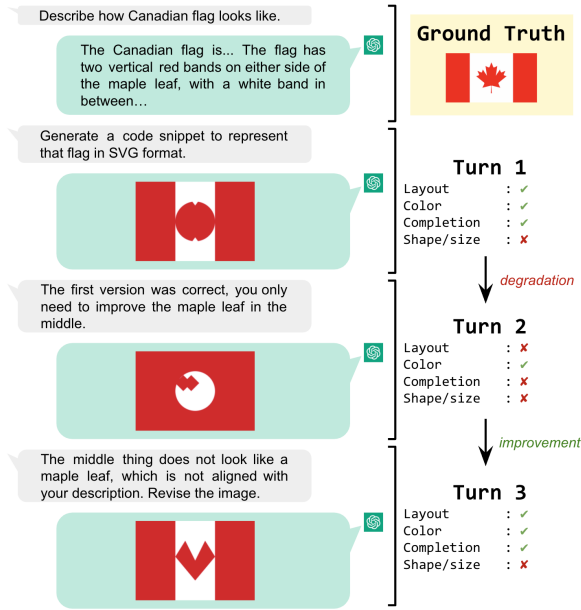 Describe how Canadian flag looks like.
Ground Truth
The Canadian flag is... The flag has
two vertical red bands on either side of
the maple leaf, with a white band in
between…
Generate a code snippet to represent
that flag in SVG format.
Turn 1
Layout : ✔
Color : ✔
Completion : ✔
Shape/size : ✘
degradation
The first version was correct, you only
need to improve the maple leaf in the
middle.
Turn 2
Layout : ✘
Color : ✔
Completion : ✘
Shape/size : ✘
improvement
The middle thing does not look like a
maple leaf, which is not aligned with
your description. Revise the image.
Turn 3
Layout : ✔
Color : ✔
Completion : ✔
Shape/size : ✘